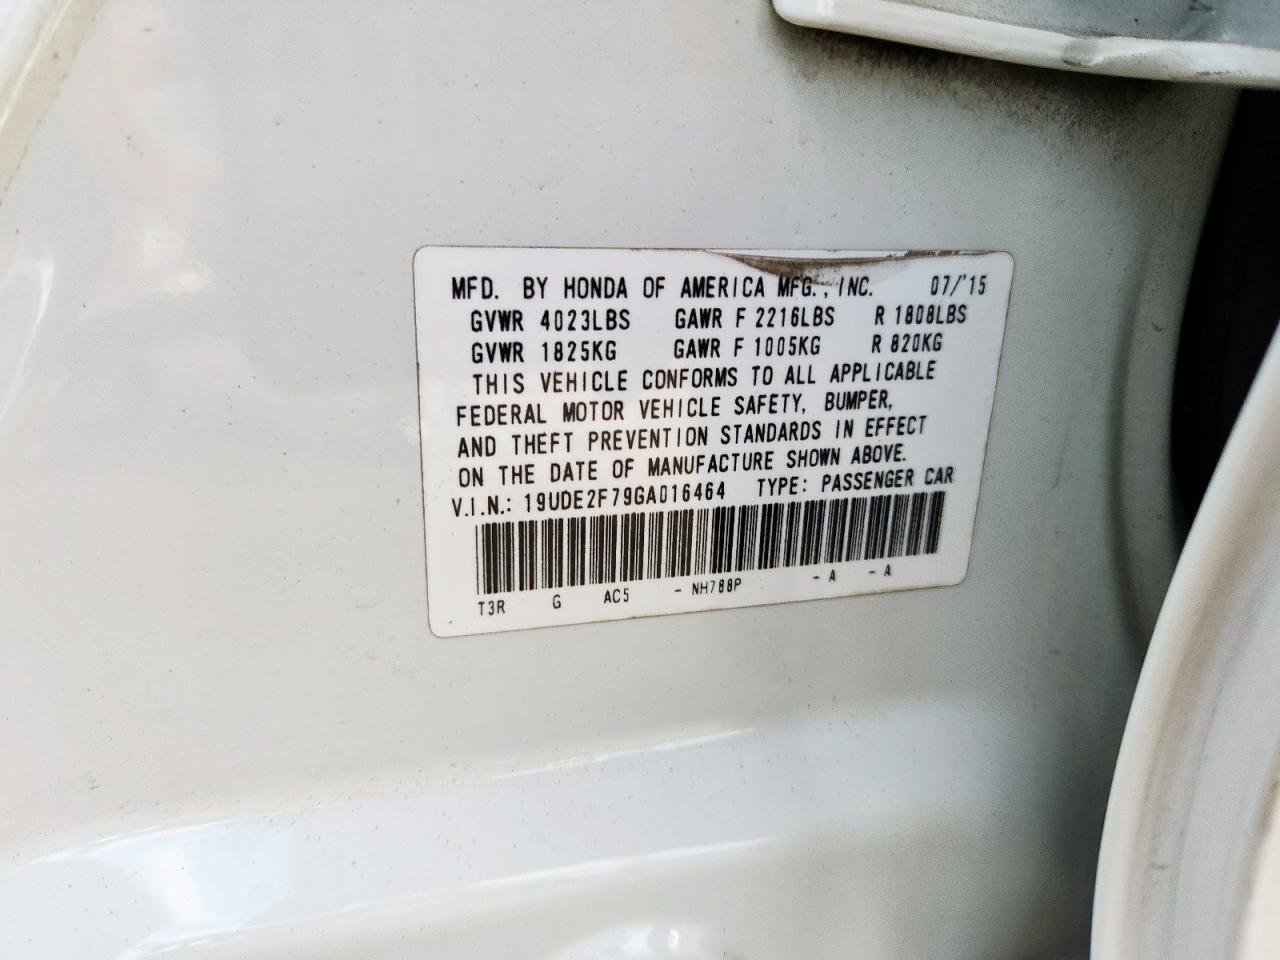 MFD. BY HONDA OF AMERICA MFG., INC. 07/'15
GVWR 4023LBS GAWR F 2216LBS R 1808LBS
GVWR 1825KG GAWR F 1005KG R 820KG
THIS VEHICLE CONFORMS TO ALL APPLICABLE
FEDERAL MOTOR VEHICLE SAFETY, BUMPER,
AND THEFT PREVENTION STANDARDS IN EFFECT
ON THE DATE OF MANUFACTURE SHOWN ABOVE.
V.I.N.: 19UDE2F79GA016464 TYPE: PASSENGER CAR
T3R G AC5 - NH788P - A - A